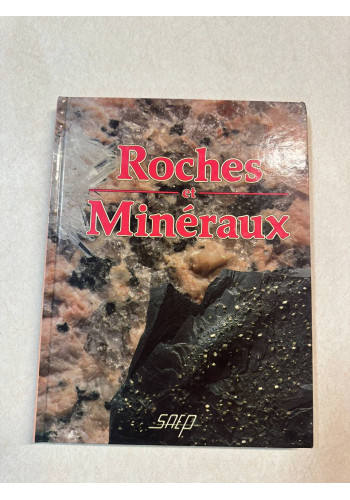 Roches
et
Minéraux
SAEP